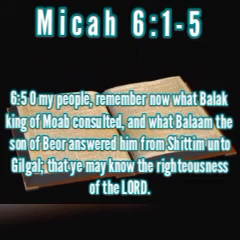 Micah 6:1-5
6:5 O my people, remember now what Balak
king of Moab consulted, and what Balaam the
son of Beor answered him from Shittim unto
Gilgal; that ye may know the righteousness
of the LORD.